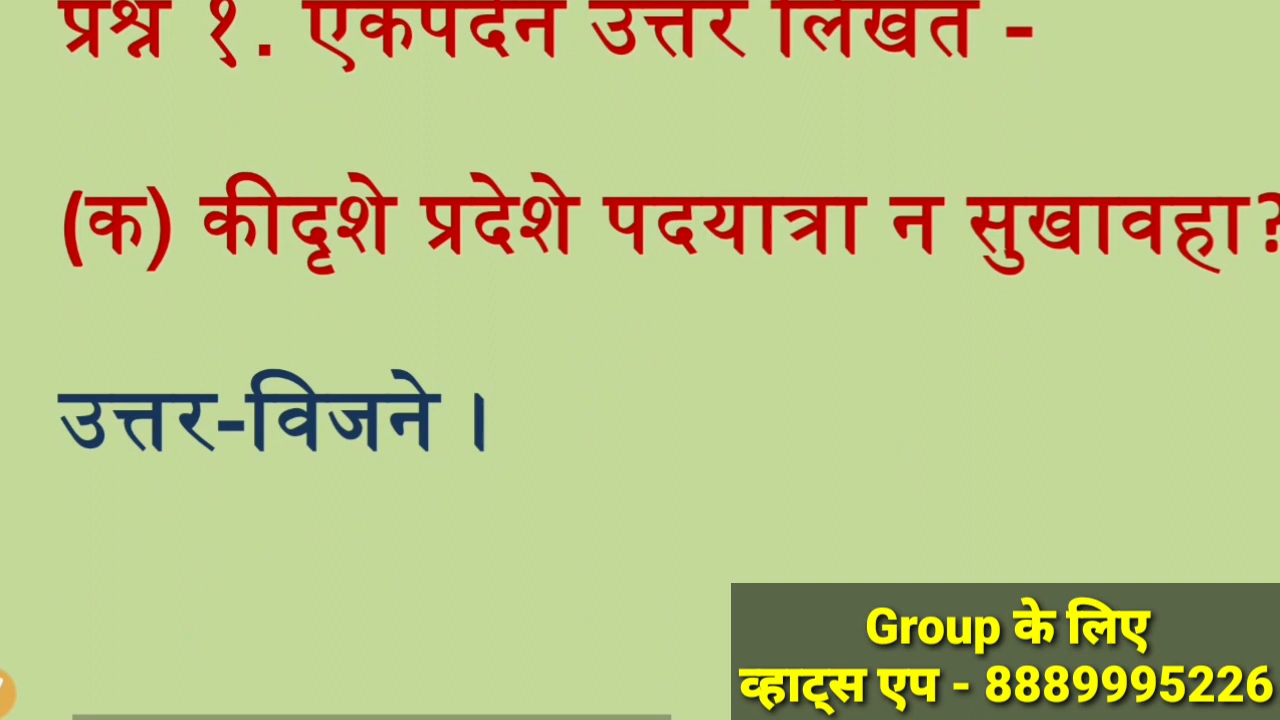 प्रश्न १. एकपदेन उत्तर लिखत -
(क) कीदृशे प्रदेशे पदयात्रा न सुखावहा?
उत्तर-विजने ।
Group के लिए
व्हाट्स एप - 8889995226